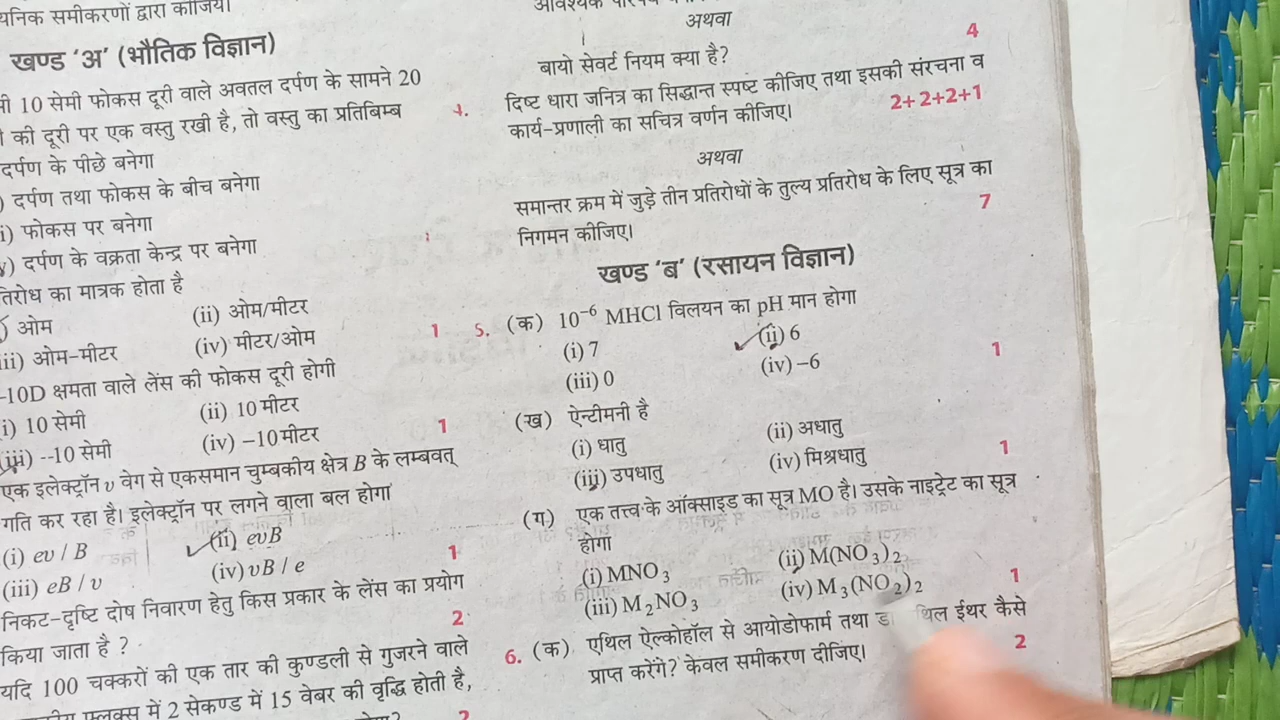 समीकरणों द्वारा कीजिये।
खण्ड 'अ' (भौतिक विज्ञान)
10 सेमी फोकस दूरी वाले अवतल दर्पण के सामने 20
की दूरी पर एक वस्तु रखी है, तो वस्तु का प्रतिबिम्ब
दर्पण के पीछे बनेगा
) दर्पण तथा फोकस के बीच बनेगा
i) फोकस पर बनेगा
v) दर्पण के वक्रता केन्द्र पर बनेगा
का मात्रक होता है
) ओम (ii) ओम/मीटर
iii) ओम-मीटर (iv) मीटर/ओम 1
-10D क्षमता वाले लेंस की फोकस दूरी होगी
i) 10 सेमी (ii) 10 मीटर
(iii) --10 सेमी (iv) –10 मीटर 1
एक इलेक्ट्रॉन υ वेग से एकसमान चुम्बकीय क्षेत्र B के लम्बवत्
गति कर रहा है। इलेक्ट्रॉन पर लगने वाला बल होगा
(i) eυ / B (ii) eυB
(iii) eB / υ (iv) υB / e 1
निकट-दृष्टि दोष निवारण हेतु किस प्रकार के लेंस का प्रयोग
किया जाता है ? 2
यदि 100 चक्करों की एक तार की कुण्डली से गुजरने वाले
फ्लक्स में 2 सेकण्ड में 15 वेबर की वृद्धि होती है,
2
अथवा
बायो सेवर्ट नियम क्या है? 4
दिष्ट धारा जनित्र का सिद्धान्त स्पष्ट कीजिए तथा इसकी संरचना व
कार्य-प्रणाली का सचित्र वर्णन कीजिए। 2+2+2+1
अथवा
समान्तर क्रम में जुड़े तीन प्रतिरोधों के तुल्य प्रतिरोध के लिए सूत्र का
निगमन कीजिए। 7
खण्ड 'ब' (रसायन विज्ञान)
5. (क) 10⁻⁶ MHCl विलयन का pH मान होगा
(i) 7 (ii) 6
(iii) 0 (iv) –6 1
(ख) ऐन्टीमनी है
(i) धातु (ii) अधातु
(iii) उपधातु (iv) मिश्रधातु 1
(ग) एक तत्त्व के ऑक्साइड का सूत्र MO है। उसके नाइट्रेट का सूत्र
होगा
(i) MNO₃ (ii) M(NO₃)₂
(iii) M₂NO₃ (iv) M₃(NO₂)₂ 1
6. (क) एथिल ऐल्कोहॉल से आयोडोफार्म तथा ईथर कैसे
प्राप्त करेंगे? केवल समीकरण दीजिए। 2